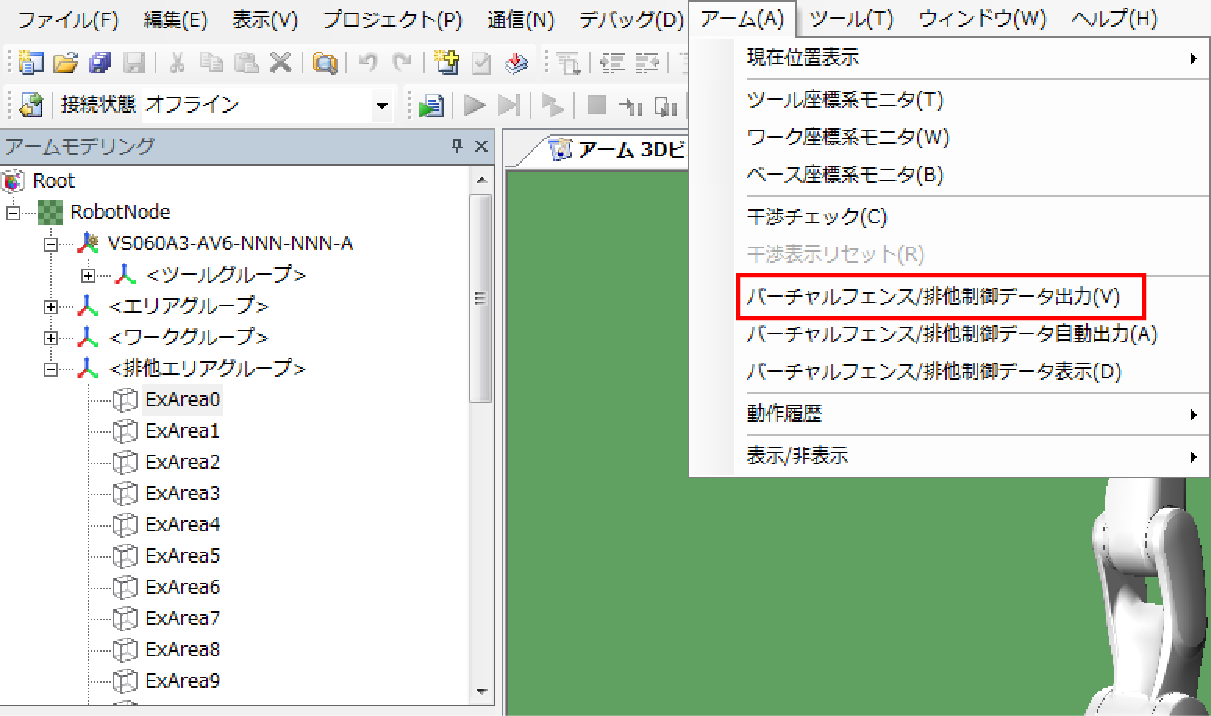 ファイル(F) 編集(E) 表示(V) プロジェクト(P) 通信(N) デバッグ(D) アーム(A) ツール(T) ウィンドウ(W) ヘルプ(H)
接続状態 オフライン
アームモデリング
アーム 3Dビ
Root
RobotNode
VS060A3-AV6-NNN-NNN-A
<ツールグループ>
<エリアグループ>
<ワークグループ>
<排他エリアグループ>
ExArea0
ExArea1
ExArea2
ExArea3
ExArea4
ExArea5
ExArea6
ExArea7
ExArea8
ExArea9
現在位置表示
ツール座標系モニタ(T)
ワーク座標系モニタ(W)
ベース座標系モニタ(B)
干渉チェック(C)
干渉表示リセット(R)
バーチャルフェンス/排他制御データ出力(V)
バーチャルフェンス/排他制御データ自動出力(A)
バーチャルフェンス/排他制御データ表示(D)
動作履歴
表示/非表示